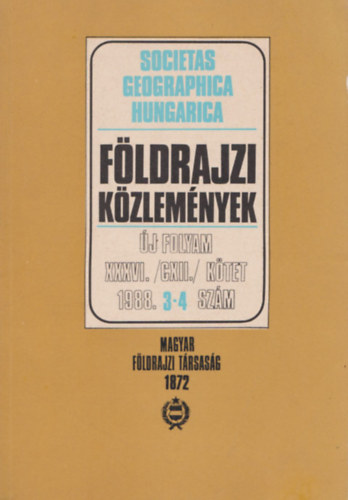 SOCIETAS
GEOGRAPHICA
HUNGARICA
FÖLDRAJZI
KÖZLEMÉNYEK
ÚJ FOLYAM
XXXVI. /CXII./ KÖTET
1988. 3-4 SZÁM
MAGYAR
FÖLDRAJZI TÁRSASÁG
1872